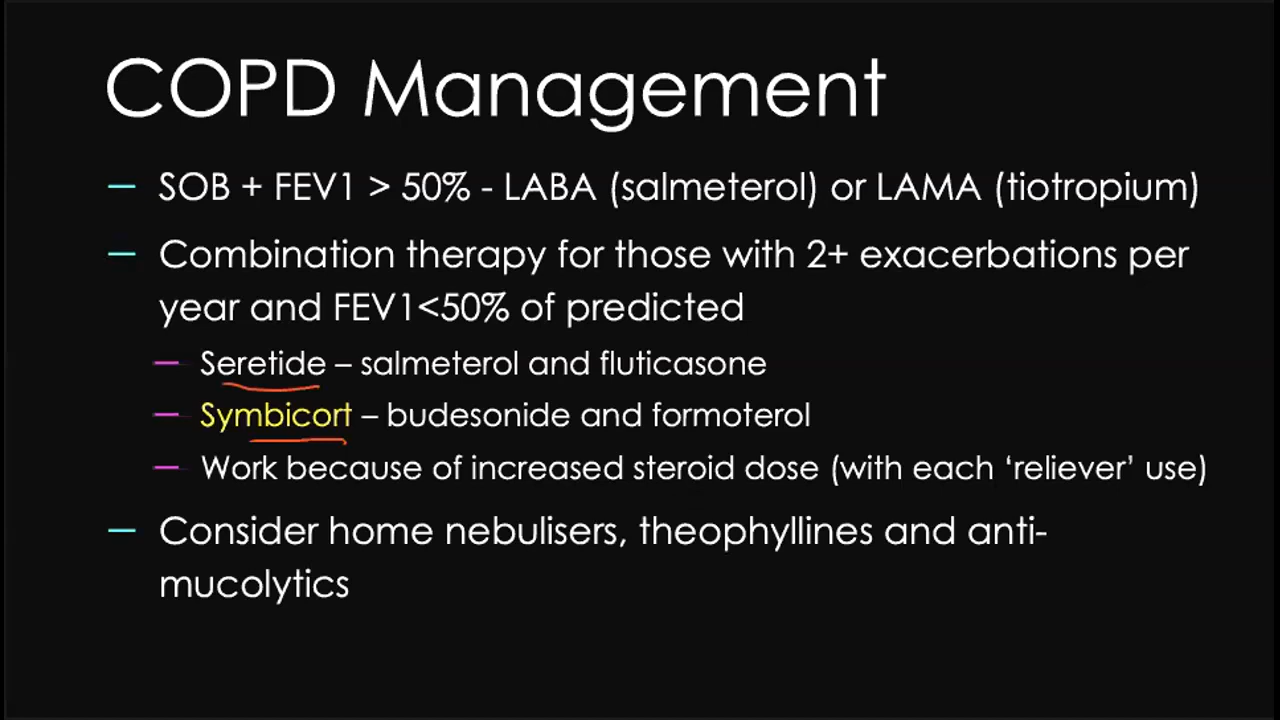 COPD Management
— SOB + FEV1 > 50% - LABA (salmeterol) or LAMA (tiotropium)
— Combination therapy for those with 2+ exacerbations per
year and FEV1<50% of predicted
— Seretide – salmeterol and fluticasone
— Symbicort – budesonide and formoterol
— Work because of increased steroid dose (with each ‘reliever’ use)
— Consider home nebulisers, theophyllines and anti-
mucolytics